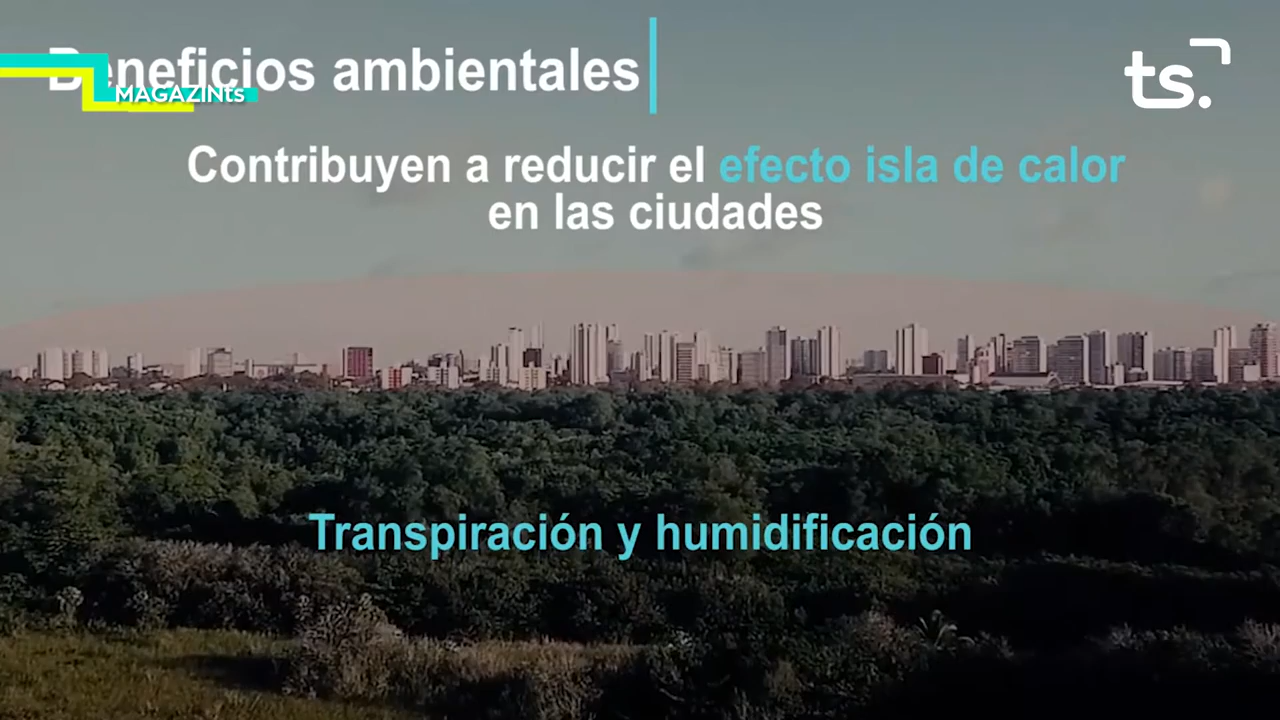 Beneficios ambientales
MAGAZINts
ts.
Contribuyen a reducir el efecto isla de calor
en las ciudades
Transpiración y humidificación